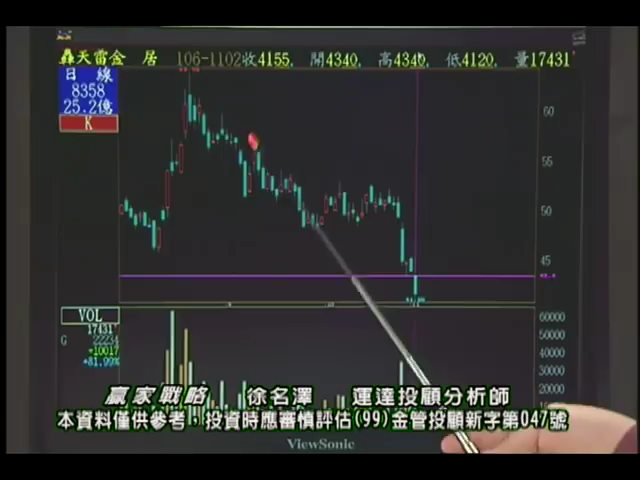 轟天雷金 居 106-1102收4155. 開4340. 高4340. 低4120. 量17431
日 線
8358
25.2億
K
60
55
50
45
VOL
17431
G
+10017
+81.99%
60000
50000
40000
30000
20000
贏家戰略 徐名澤 運達投顧分析師
本資料僅供參考，投資時應審慎評估(99)金管投顧新字第047號
ViewSonic